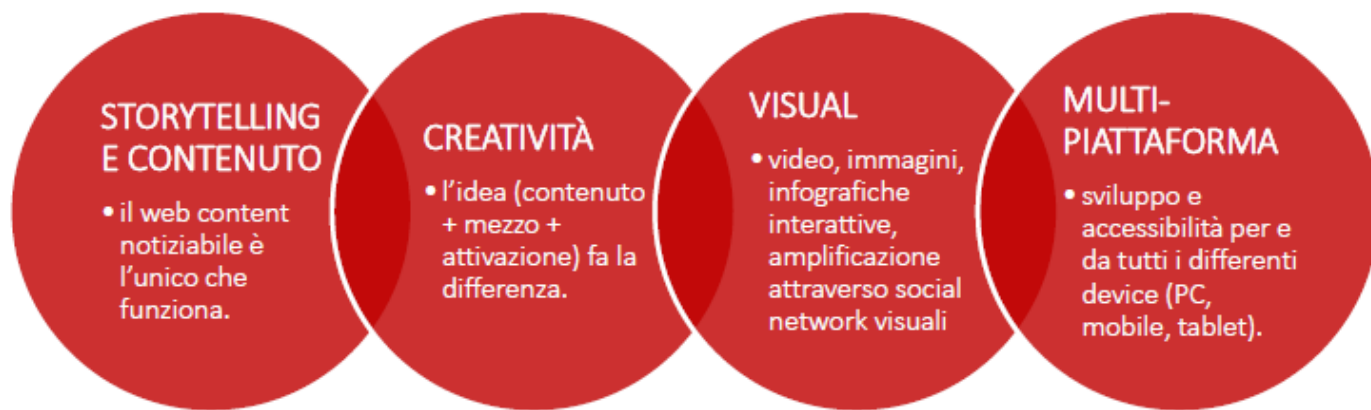 STORYTELLING
E CONTENUTO
• il web content
notiziabile è
l'unico che
funziona.
CREATIVITÀ
• l'idea (contenuto
+ mezzo +
attivazione) fa la
differenza.
VISUAL
• video, immagini,
infografiche
interattive,
amplificazione
attraverso social
network visuali
MULTI-
PIATTAFORMA
• sviluppo e
accessibilità per e
da tutti i differenti
device (PC,
mobile, tablet).